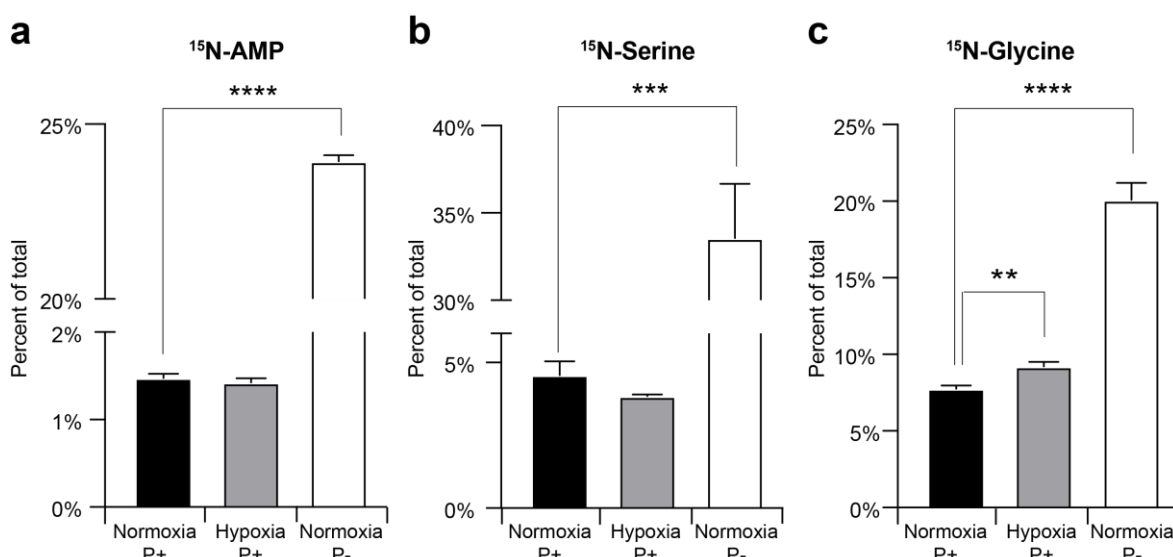 a
¹⁵N-AMP
****
Percent of total
25%
20%
2%
1%
0%
Normoxia P+
Hypoxia P+
Normoxia P-
b
¹⁵N-Serine
***
40%
35%
30%
5%
0%
Normoxia P+
Hypoxia P+
Normoxia P-
c
¹⁵N-Glycine
****
**
Percent of total
25%
20%
15%
10%
5%
0%
Normoxia P+
Hypoxia P+
Normoxia P-
Percent of total